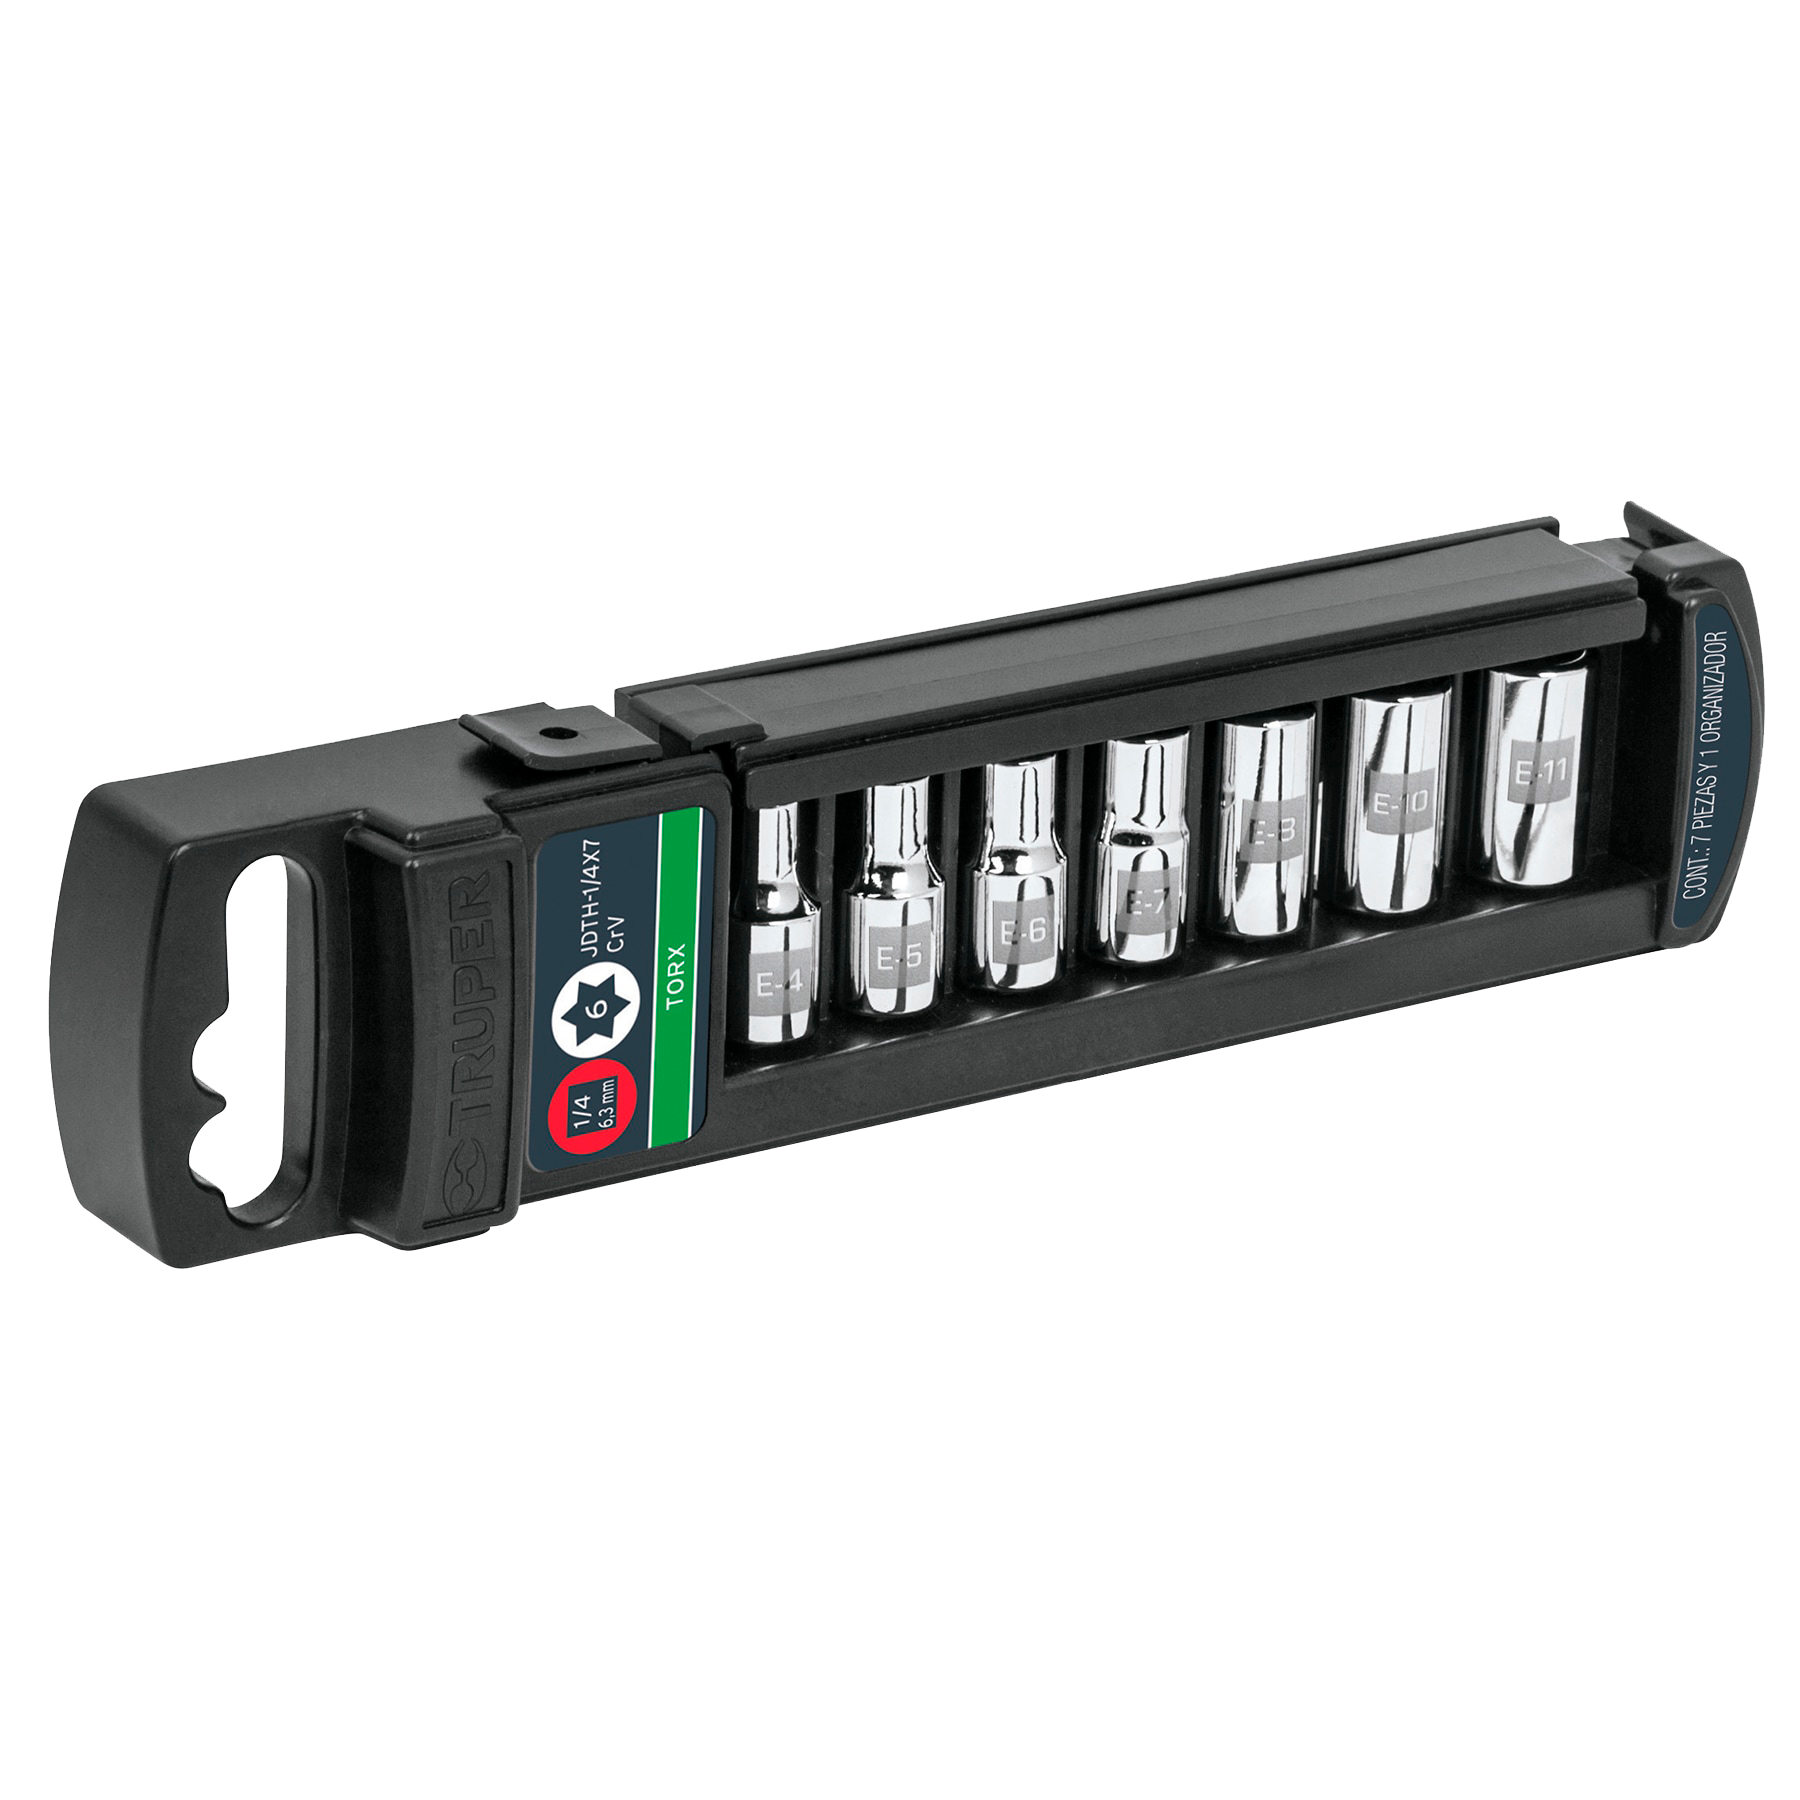 TRUPER
JDTH-1/4X7
CrV
6
1/4
6,3 mm
TORX
E-4
E-5
E-6
E-7
E-8
E-10
E-11
CONT.: 7 PIEZAS Y 1 ORGANIZADOR